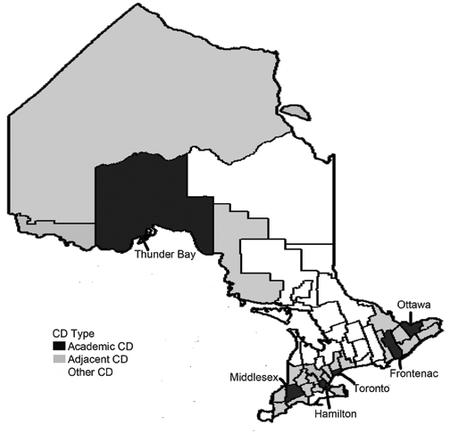 Thunder Bay
Ottawa
CD Type
Academic CD
Adjacent CD
Other CD
Middlesex
Frontenac
Toronto
Hamilton